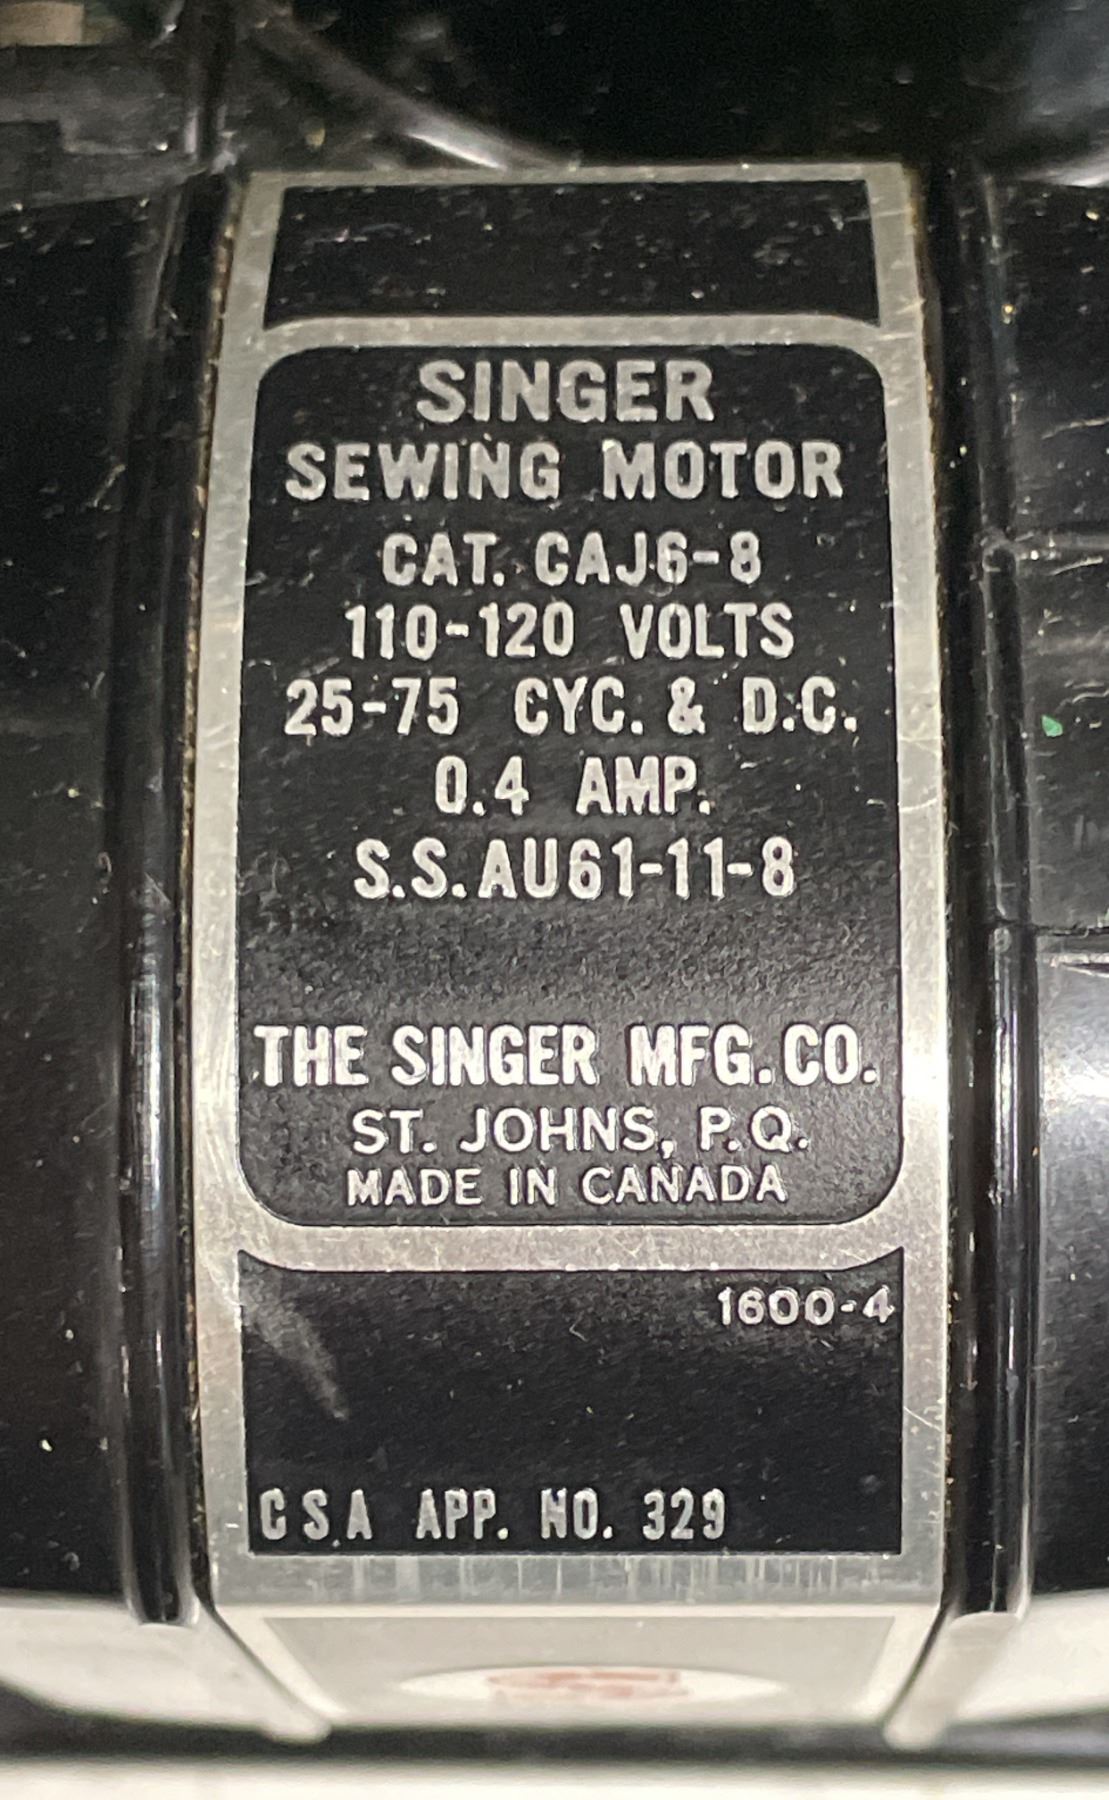 SINGER
SEWING MOTOR
CAT. CAJ6-8
110-120 VOLTS
25-75 CYC. & D.C.
0.4 AMP.
S.S. AU61-11-8
THE SINGER MFG. CO.
ST. JOHNS, P.Q.
MADE IN CANADA
1600-4
CSA APP. NO. 329